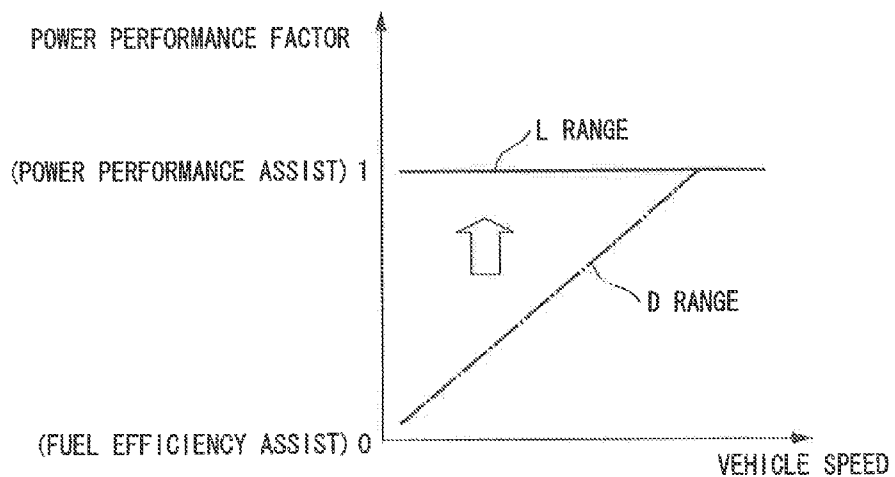 POWER PERFORMANCE FACTOR
L RANGE
(POWER PERFORMANCE ASSIST) 1
D RANGE
(FUEL EFFICIENCY ASSIST) 0
VEHICLE SPEED